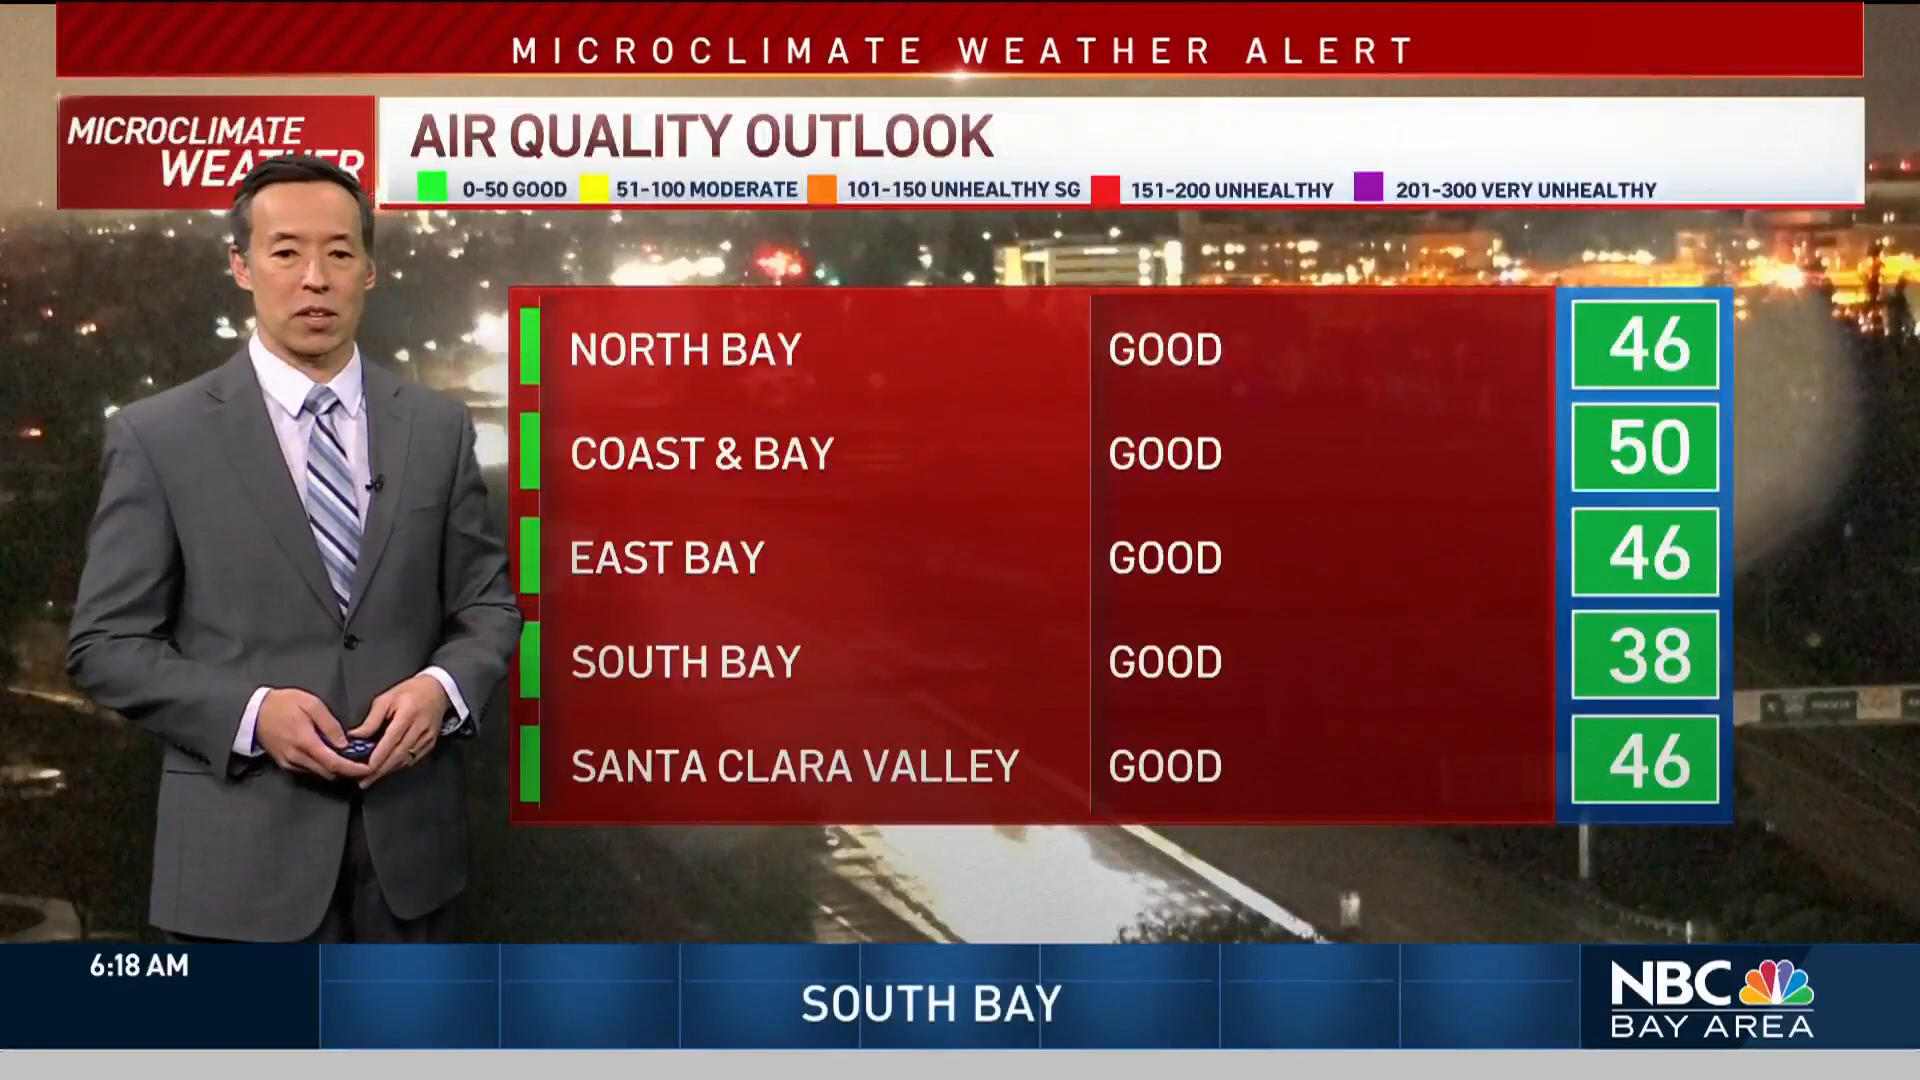 MICROCLIMATE WEATHER ALERT
MICROCLIMATE
WEATHER
AIR QUALITY OUTLOOK
0-50 GOOD 51-100 MODERATE 101-150 UNHEALTHY SG 151-200 UNHEALTHY 201-300 VERY UNHEALTHY
NORTH BAY GOOD 46
COAST & BAY GOOD 50
EAST BAY GOOD 46
SOUTH BAY GOOD 38
SANTA CLARA VALLEY GOOD 46
6:18 AM
SOUTH BAY
NBC
BAY AREA